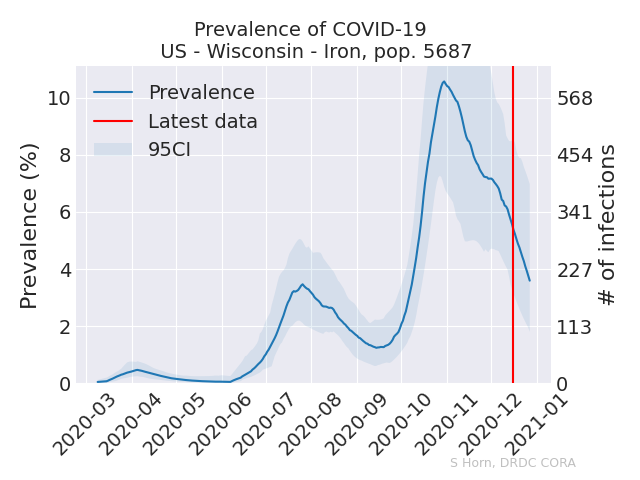 Prevalence of COVID-19
US - Wisconsin - Iron, pop. 5687
Prevalence
Latest data
95CI
Prevalence (%)
10
8
6
4
2
0
# of infections
568
454
341
227
113
0
2020-03
2020-04
2020-05
2020-06
2020-07
2020-08
2020-09
2020-10
2020-11
2020-12
2021-01
S Horn, DRDC CORA